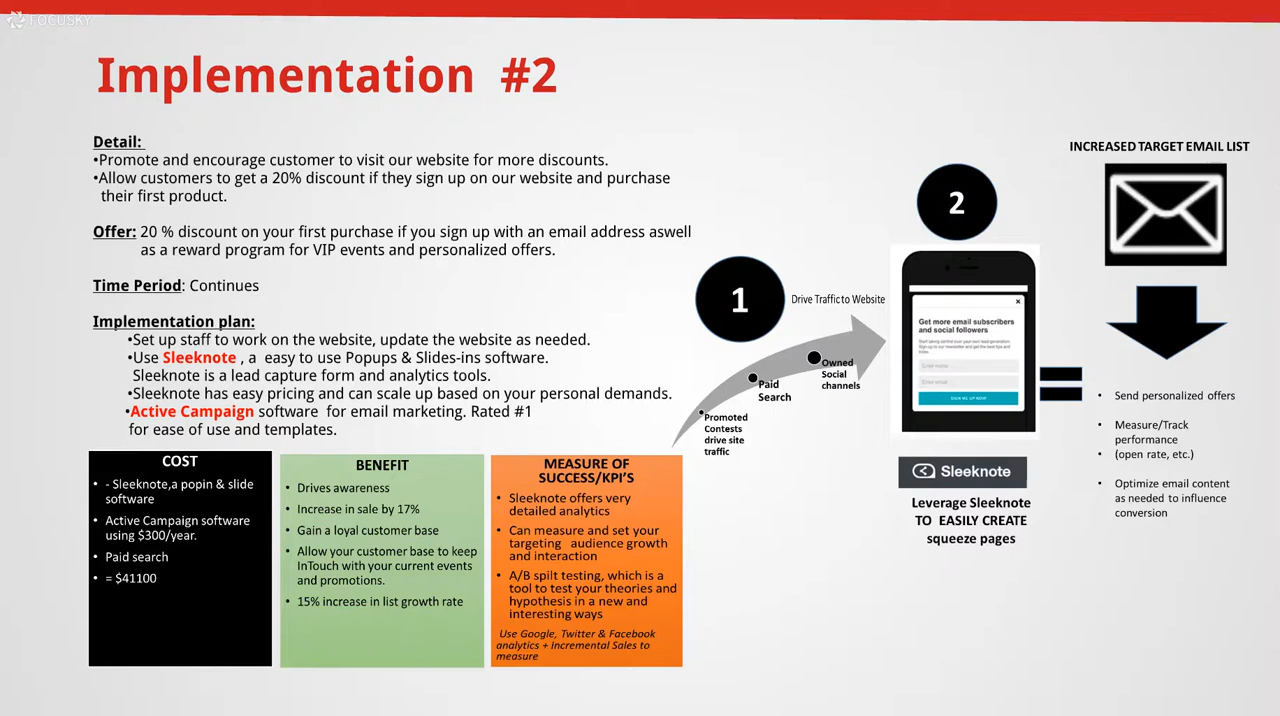 FOCUSKY
Implementation #2
Detail:
•Promote and encourage customer to visit our website for more discounts.
•Allow customers to get a 20% discount if they sign up on our website and purchase
their first product.
Offer: 20 % discount on your first purchase if you sign up with an email address aswell
as a reward program for VIP events and personalized offers.
Time Period: Continues
Implementation plan:
•Set up staff to work on the website, update the website as needed.
•Use Sleeknote , a easy to use Popups & Slides-ins software.
Sleeknote is a lead capture form and analytics tools.
•Sleeknote has easy pricing and can scale up based on your personal demands.
•Active Campaign software for email marketing. Rated #1
for ease of use and templates.
COST
• - Sleeknote,a popin & slide
software
• Active Campaign software
using $300/year.
• Paid search
• = $41100
BENEFIT
• Drives awareness
• Increase in sale by 17%
• Gain a loyal customer base
• Allow your customer base to keep
InTouch with your current events
and promotions.
• 15% increase in list growth rate
MEASURE OF
SUCCESS/KPI'S
• Sleeknote offers very
detailed analytics
• Can measure and set your
targeting audience growth
and interaction
• A/B spilt testing, which is a
tool to test your theories and
hypothesis in a new and
interesting ways
Use Google, Twitter & Facebook
analytics + Incremental Sales to
measure
1
Drive Traffic to Website
Promoted
Contests
drive site
traffic
Paid
Search
Owned
Social
channels
2
Get more email subscribers
and social followers
Enter name
Enter email
SIGN ME UP NOW!
Sleeknote
Leverage Sleeknote
TO EASILY CREATE
squeeze pages
INCREASED TARGET EMAIL LIST
• Send personalized offers
• Measure/Track
performance
• (open rate, etc.)
• Optimize email content
as needed to influence
conversion